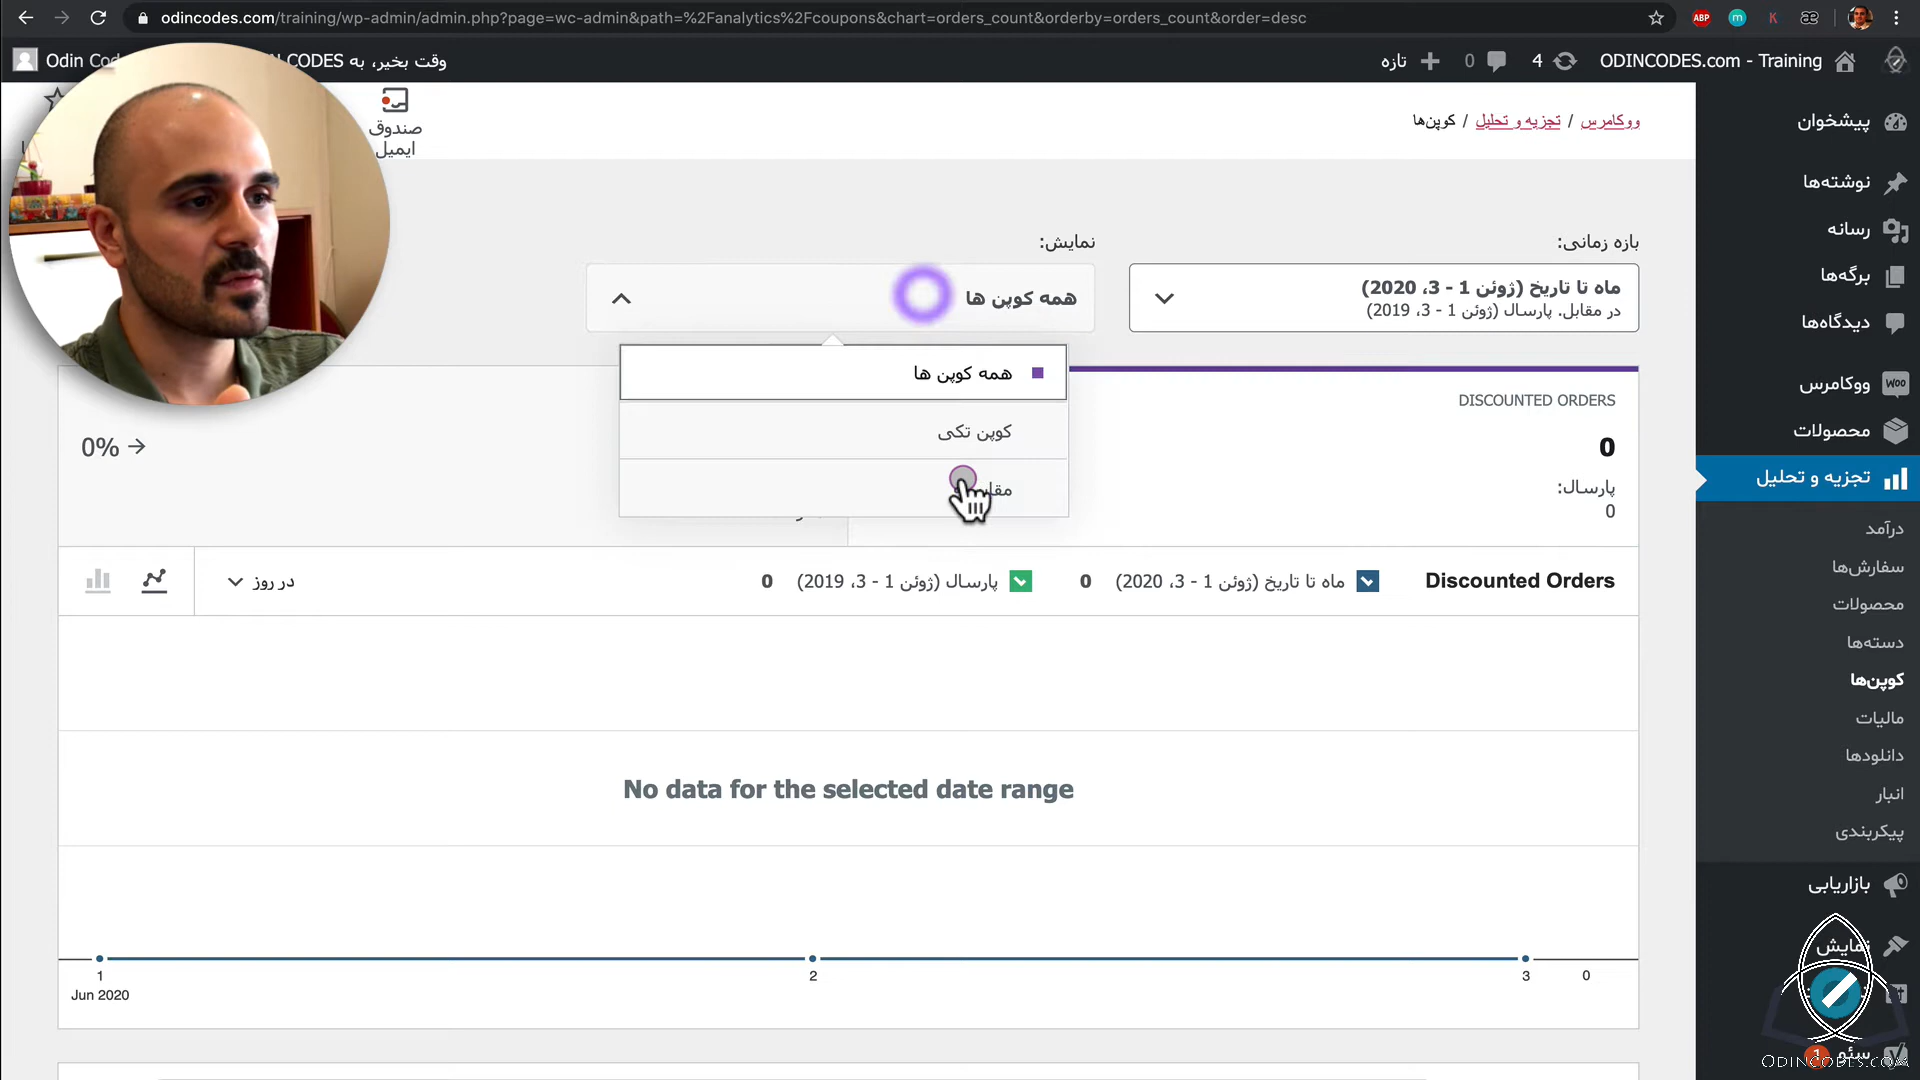 odincodes.com/training/wp-admin/admin.php?page=wc-admin&path=%2Fanalytics%2Fcoupons&chart=orders_count&orderby=orders_count&order=desc
ABP
ODINCODES.com - Training
4
0
تازه
وقت بخیر، به
CODES
Odin
ووکامرس / تجزیه و تحلیل / کوپن‌ها
صندوق
ایمیل
بازه زمانی:
نمایش:
ماه تا تاریخ (ژوئن 1 - 3، 2020)
در مقابل. پارسال (ژوئن 1 - 3، 2019)
همه کوپن ها
همه کوپن ها
کوپن تکی
DISCOUNTED ORDERS
0
پارسال:
0
0%
Discounted Orders
ماه تا تاریخ (ژوئن 1 - 3، 2020)
0
پارسال (ژوئن 1 - 3، 2019)
0
در روز
No data for the selected date range
1
2
3
0
Jun 2020
پیشخوان
نوشته‌ها
رسانه
برگه‌ها
دیدگاه‌ها
ووکامرس
محصولات
تجزیه و تحلیل
درآمد
سفارش‌ها
محصولات
دسته‌ها
کوپن‌ها
مالیات
دانلودها
انبار
پیکربندی
بازاریابی
نمایش
سئو
1
ODINCODES.COM